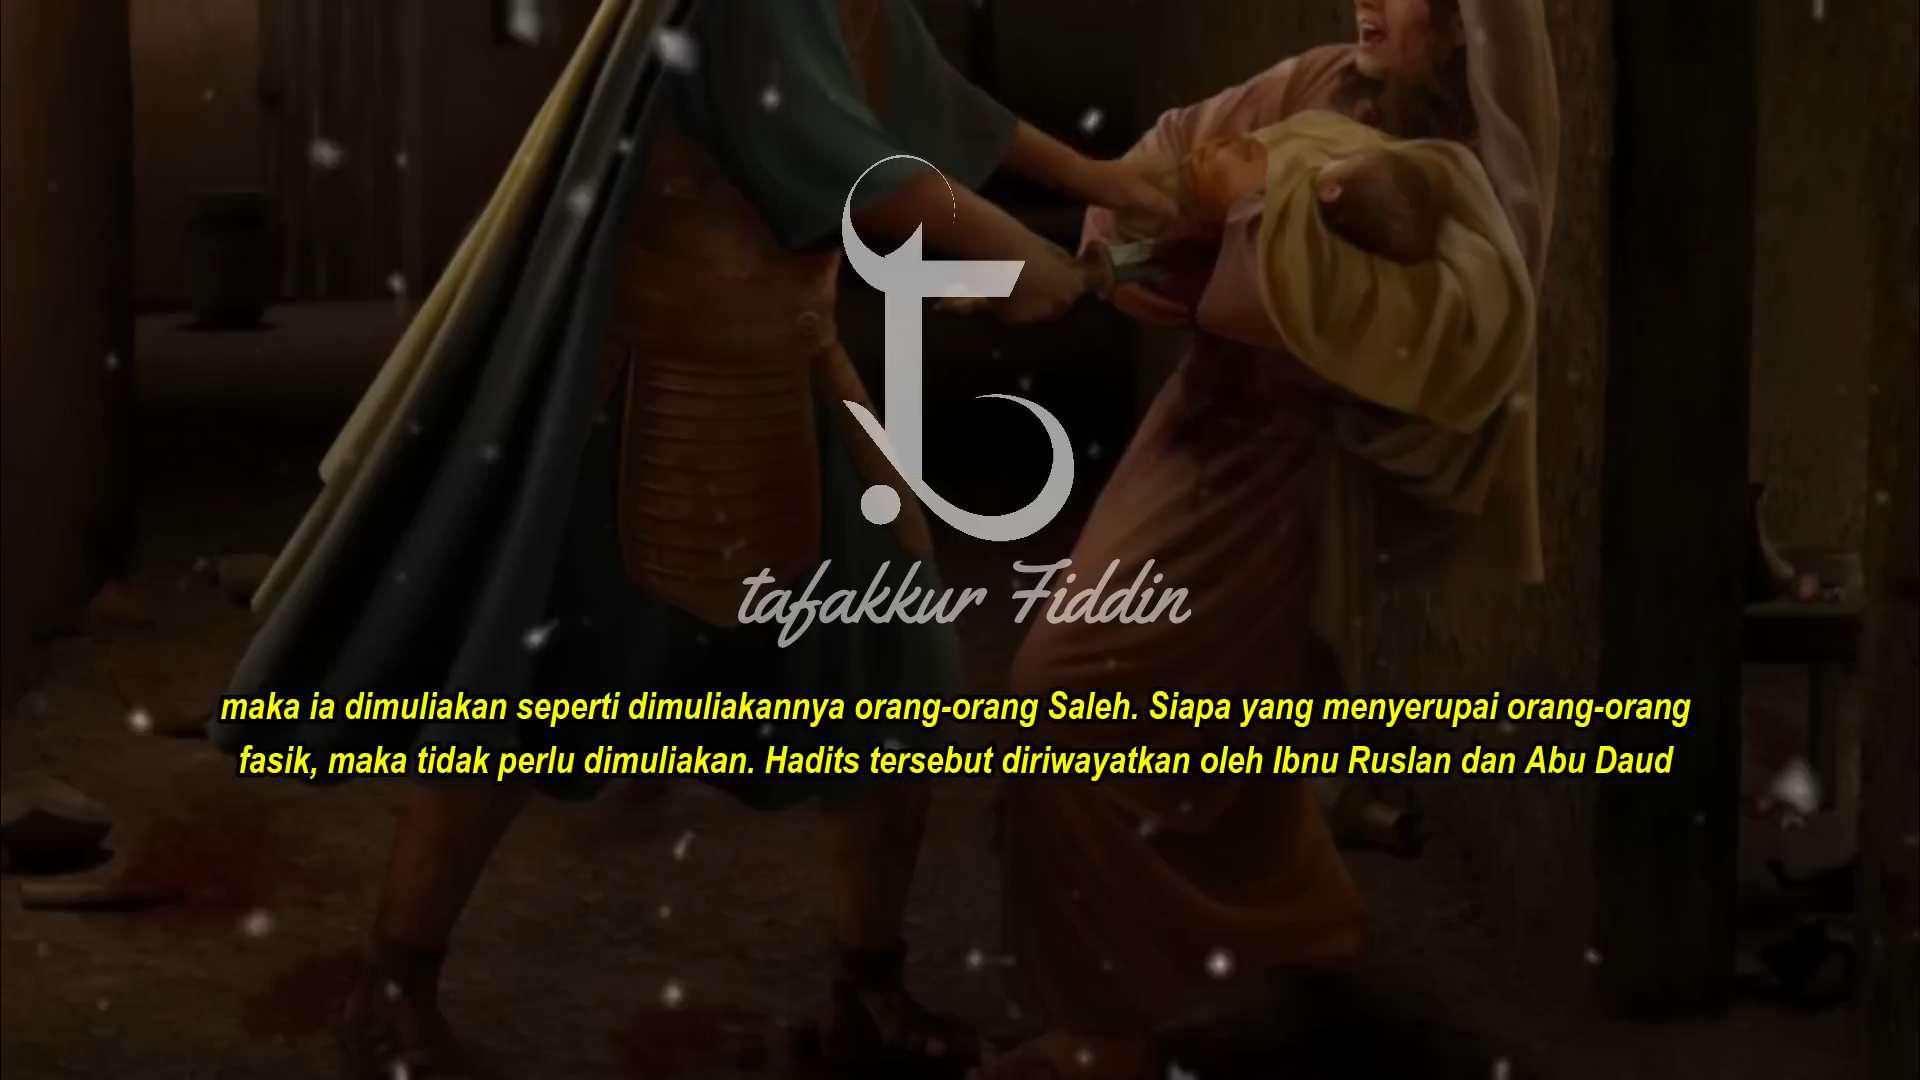 tafakkur Fiddin
maka ia dimuliakan seperti dimuliakannya orang-orang Saleh. Siapa yang menyerupai orang-orang
fasik, maka tidak perlu dimuliakan. Hadits tersebut diriwayatkan oleh Ibnu Ruslan dan Abu Daud